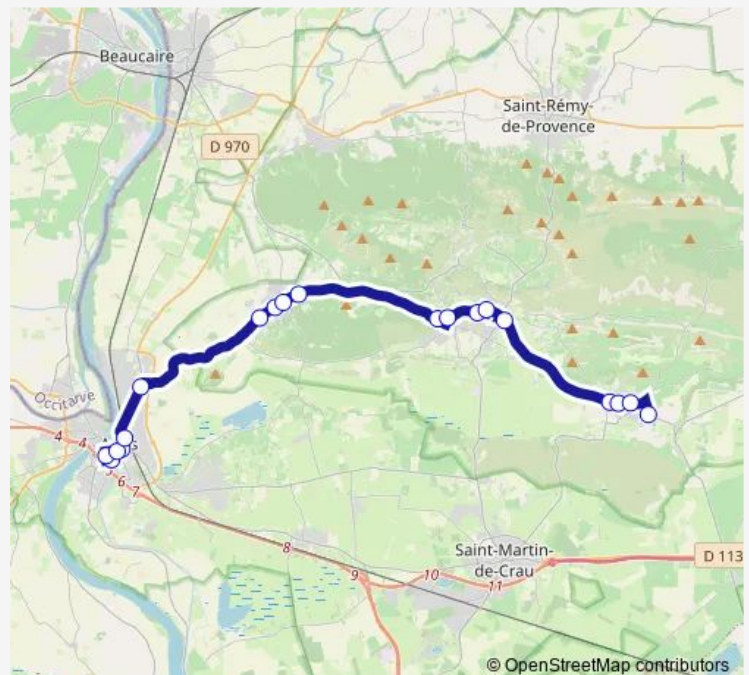 Beaucaire
Saint-Rémy-
de-Provence
D 970
Occitanie
4
4
5
6
7
8
9
10
11
Saint-Martin-
de-Crau
D 113
© OpenStreetMap contributors